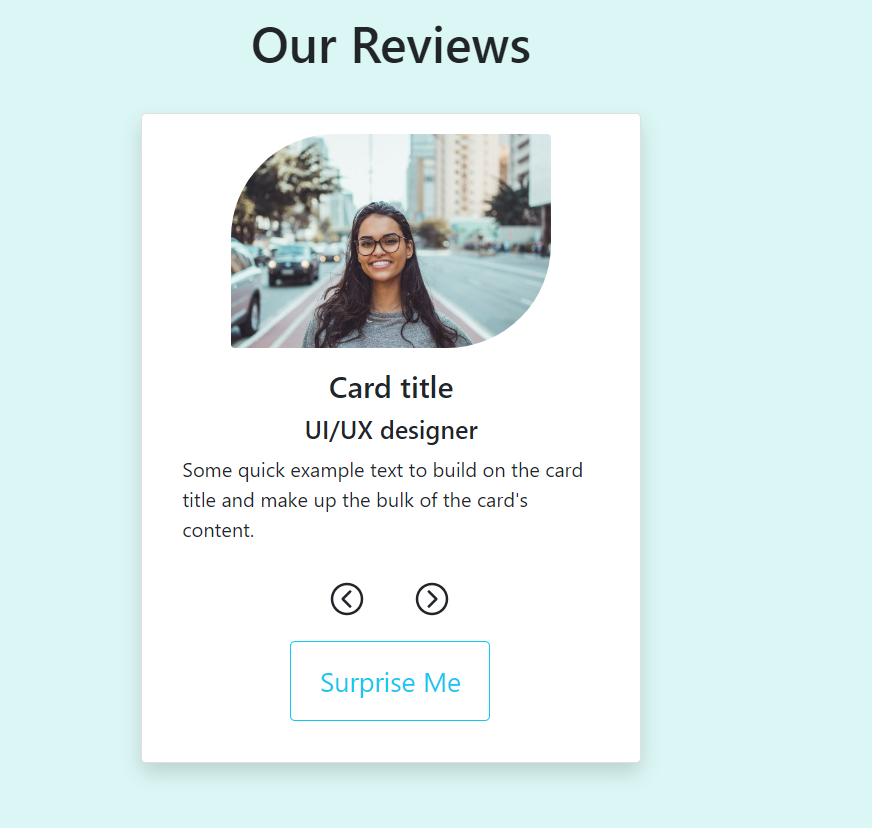 Our Reviews
Card title
UI/UX designer
Some quick example text to build on the card
title and make up the bulk of the card's
content.
Surprise Me